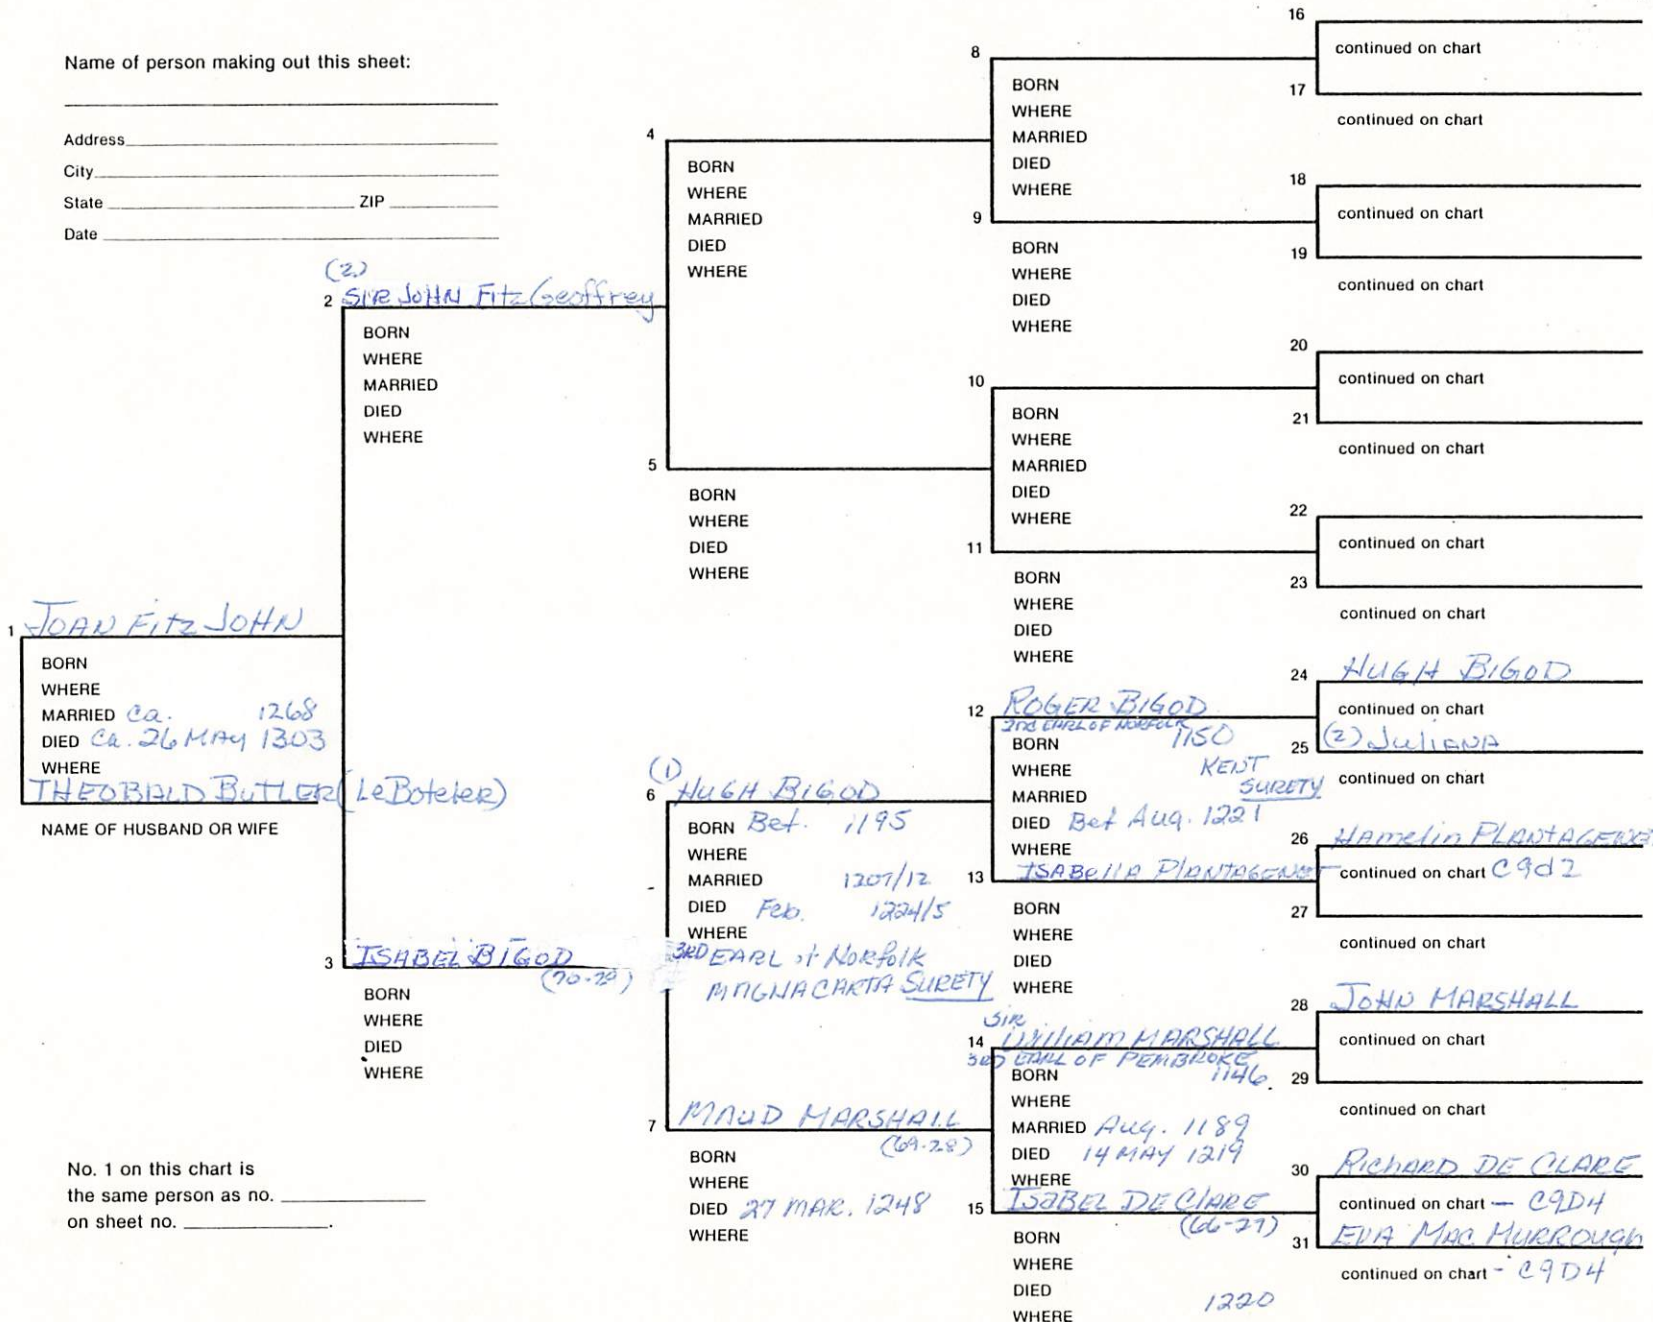 Name of person making out this sheet:
Address
City
State ZIP
Date
1 JOAN Fitz JOHN
BORN
WHERE
MARRIED Ca. 1268
DIED Ca. 26 MAY 1303
WHERE
THEOBALD BUTLER (LeBoteler)
NAME OF HUSBAND OR WIFE
No. 1 on this chart is
the same person as no.
on sheet no. .
(2)
2 SIR JOHN Fitz Geoffrey
BORN
WHERE
MARRIED
DIED
WHERE
3 ISABEL BIGOD
(70-29)
BORN
WHERE
DIED
WHERE
4
BORN
WHERE
MARRIED
DIED
WHERE
5
BORN
WHERE
DIED
WHERE
(1)
6 HUGH BIGOD
BORN Bef. 1195
WHERE
MARRIED 1207/12
DIED Feb. 1224/5
WHERE
3RD EARL of Norfolk
MAGNA CARTA SURETY
7 MAUD MARSHALL
(69-28)
BORN
WHERE
DIED 27 MAR. 1248
WHERE
8
BORN
WHERE
MARRIED
DIED
WHERE
9
BORN
WHERE
DIED
WHERE
10
BORN
WHERE
MARRIED
DIED
WHERE
11
BORN
WHERE
DIED
WHERE
12 ROGER BIGOD
2ND EARL OF NORFOLK
BORN 1150
WHERE KENT
SURETY
MARRIED
DIED Bef Aug. 1221
WHERE
13 ISABella PlANTAGENET
BORN
WHERE
DIED
WHERE
SIR
14 William MARSHALL
3RD EARL OF PEMBROKE
BORN 1146
WHERE
MARRIED Aug. 1189
DIED 14 MAY 1219
WHERE
15 ISABEL DE ClARE
(66-27)
BORN
WHERE
DIED
WHERE 1220
16
continued on chart
17
continued on chart
18
continued on chart
19
continued on chart
20
continued on chart
21
continued on chart
22
continued on chart
23
continued on chart
24 HUGH BIGOD
continued on chart
25 (2) JuliANA
continued on chart
26 HAmelin PLANTAGENET
continued on chart C9d2
27
continued on chart
28 JOHN MARSHALL
continued on chart
29
continued on chart
30 RichARD DE CLARE
continued on chart — C9D4
31 EVA MAC MURROUGH
continued on chart - C9D4